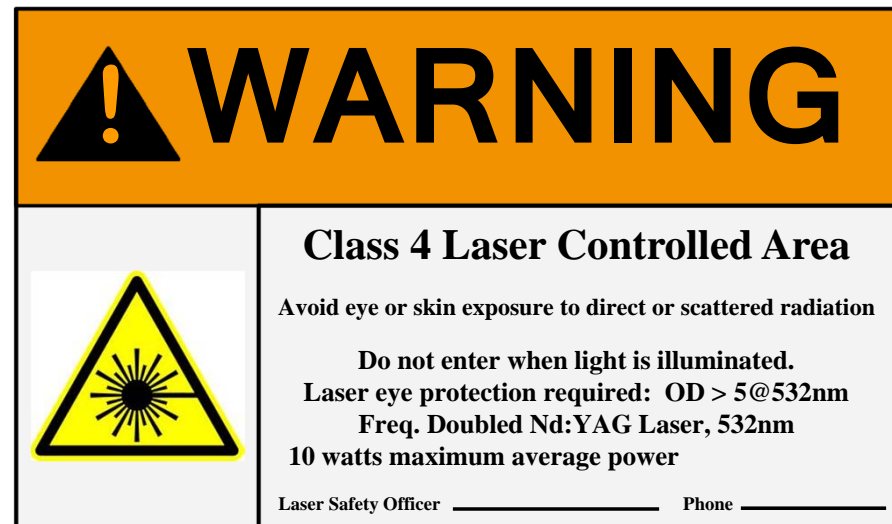 WARNING
Class 4 Laser Controlled Area
Avoid eye or skin exposure to direct or scattered radiation
Do not enter when light is illuminated.
Laser eye protection required: OD > 5@532nm
Freq. Doubled Nd:YAG Laser, 532nm
10 watts maximum average power
Laser Safety Officer ____________ Phone ____________